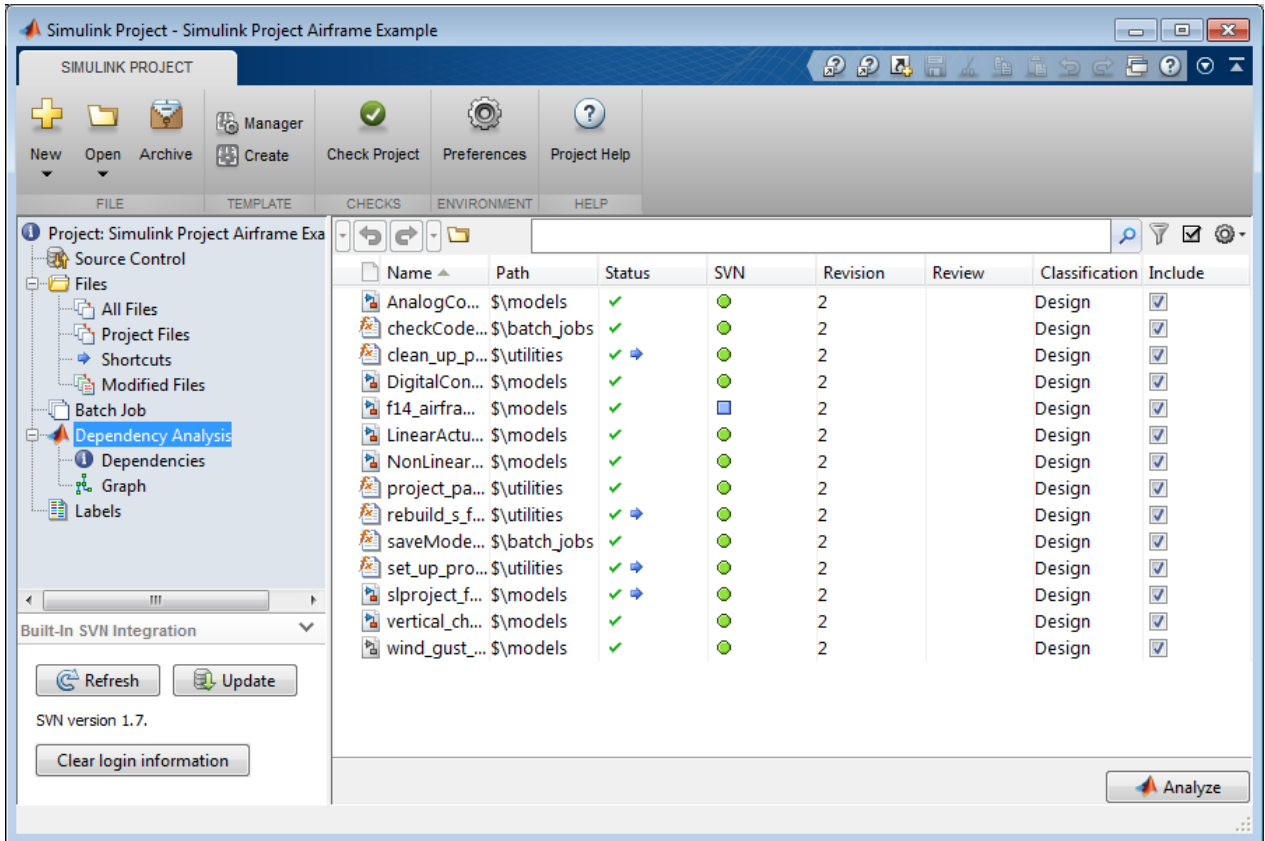 Simulink Project - Simulink Project Airframe Example
SIMULINK PROJECT
New
Open
Archive
Manager
Create
Check Project
Preferences
Project Help
FILE
TEMPLATE
CHECKS
ENVIRONMENT
HELP
Project: Simulink Project Airframe Exa
Source Control
Files
All Files
Project Files
Shortcuts
Modified Files
Batch Job
Dependency Analysis
Dependencies
Graph
Labels
Built-In SVN Integration
Refresh
Update
SVN version 1.7.
Clear login information
Name Path Status SVN Revision Review Classification Include
AnalogCo... $\models 2 Design
checkCode... $\batch_jobs 2 Design
clean_up_p... $\utilities 2 Design
DigitalCon... $\models 2 Design
f14_airfra... $\models 2 Design
LinearActu... $\models 2 Design
NonLinear... $\models 2 Design
project_pa... $\utilities 2 Design
rebuild_s_f... $\utilities 2 Design
saveMode... $\batch_jobs 2 Design
set_up_pro... $\utilities 2 Design
slproject_f... $\models 2 Design
vertical_ch... $\models 2 Design
wind_gust_... $\models 2 Design
Analyze